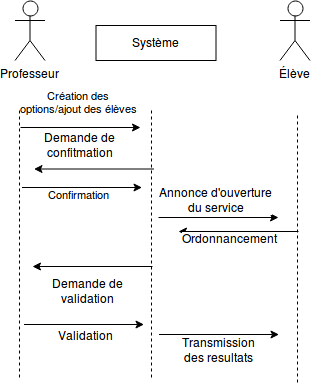 Système
Professeur
Élève
Création des
options/ajout des élèves
Demande de
confitmation
Confirmation
Annonce d'ouverture
du service
Ordonnancement
Demande de
validation
Validation
Transmission
des resultats